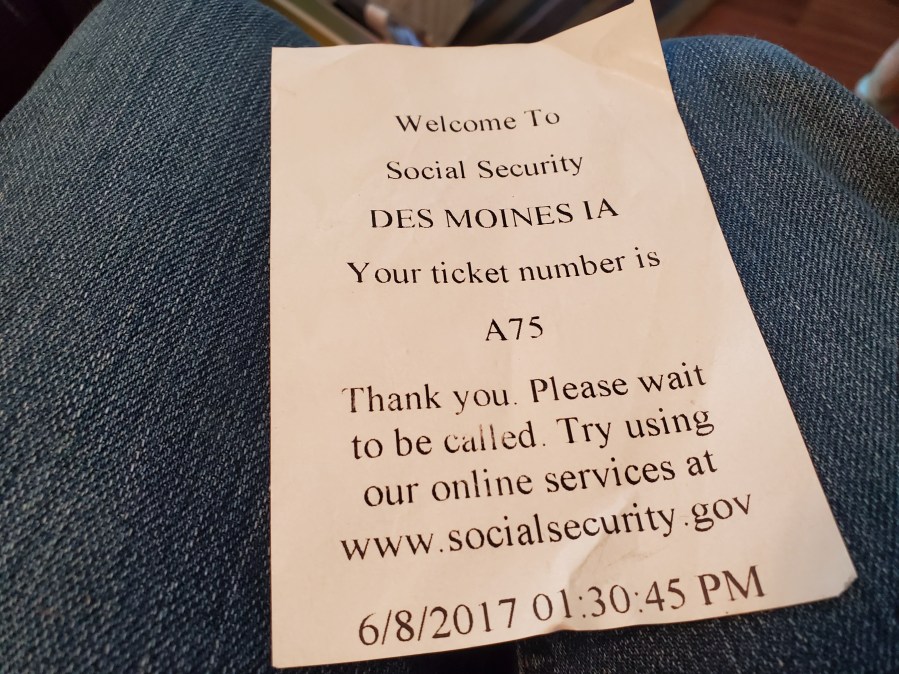 Welcome To
Social Security
DES MOINES IA
Your ticket number is
A75
Thank you. Please wait
to be called. Try using
our online services at
www.socialsecurity.gov
6/8/2017 01:30:45 PM